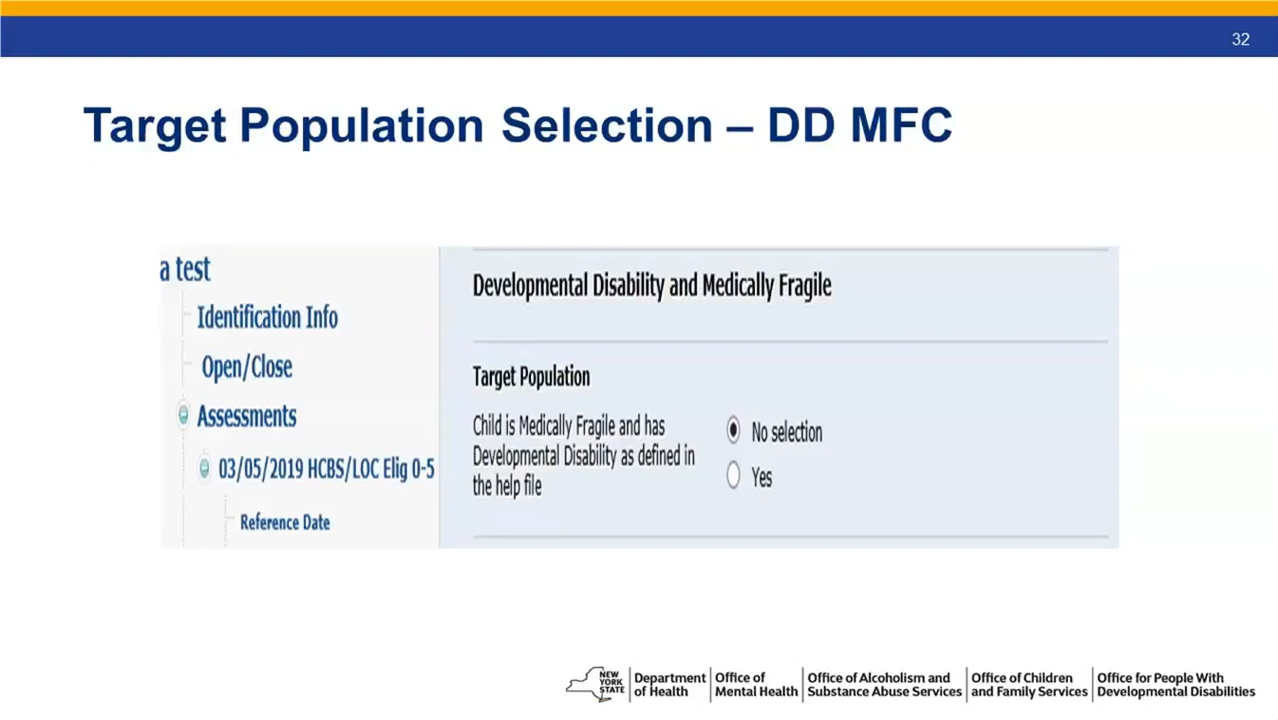 32
Target Population Selection – DD MFC
a test
Identification Info
Open/Close
Assessments
03/05/2019 HCBS/LOC Elig 0-5
Reference Date
Developmental Disability and Medically Fragile
Target Population
Child is Medically Fragile and has
Developmental Disability as defined in
the help file
No selection
Yes
NEW
YORK
STATE
Department
of Health
Office of
Mental Health
Office of Alcoholism and
Substance Abuse Services
Office of Children
and Family Services
Office for People With
Developmental Disabilities